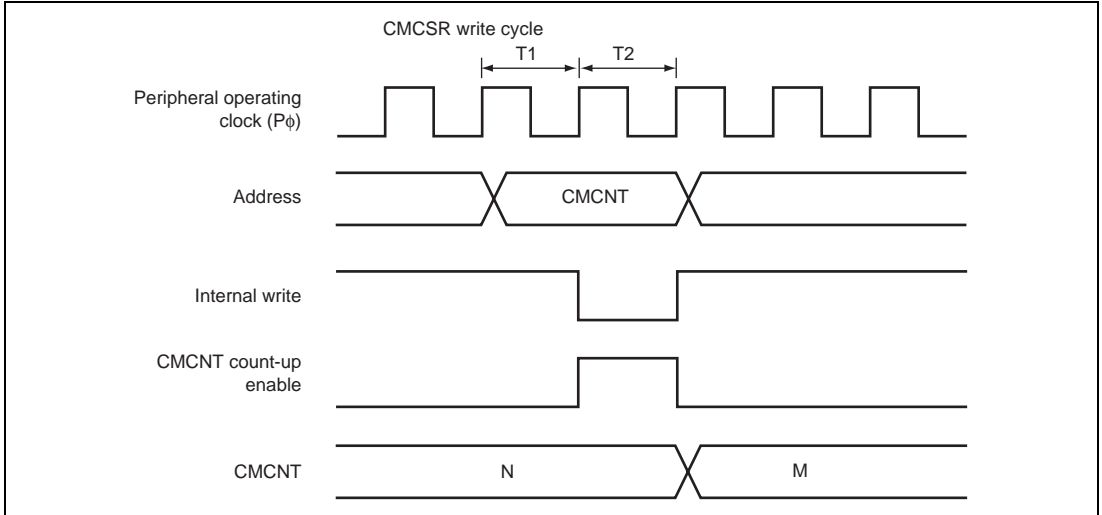 CMCSR write cycle
T1 T2
Peripheral operating
clock (Pϕ)
Address
CMCNT
Internal write
CMCNT count-up
enable
CMCNT
N
M